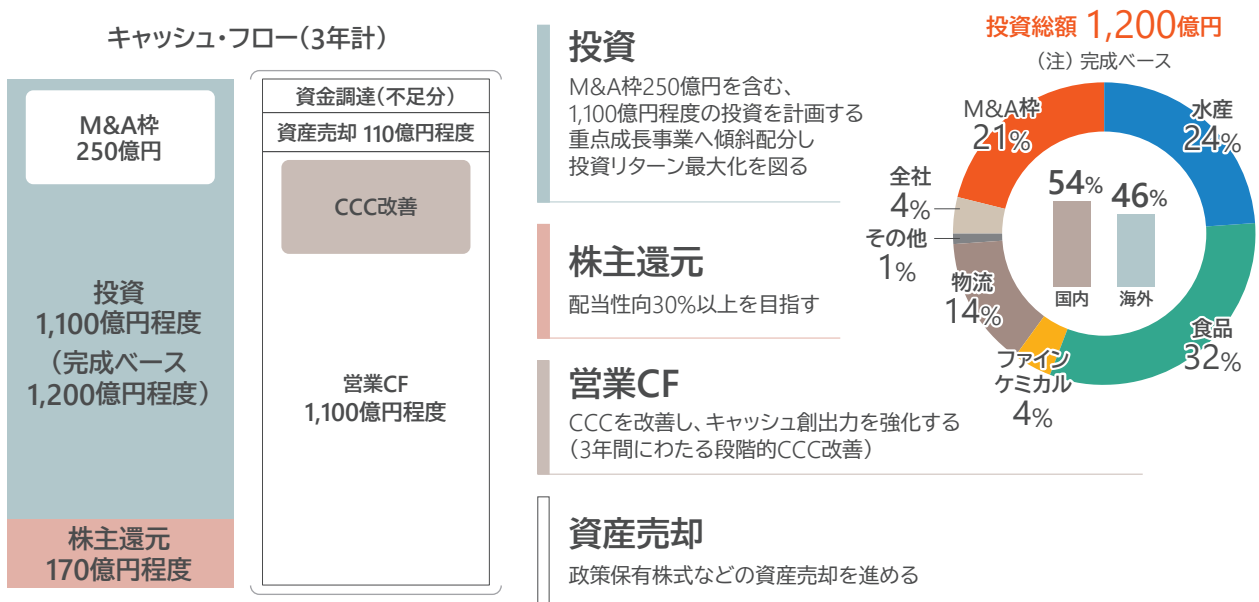 キャッシュ・フロー（3年計）
M&A枠
250億円
投資
1,100億円程度
（完成ベース
1,200億円程度）
株主還元
170億円程度
資金調達（不足分）
資産売却 110億円程度
CCC改善
営業CF
1,100億円程度
投資
M&A枠250億円を含む、
1,100億円程度の投資を計画する
重点成長事業へ傾斜配分し
投資リターン最大化を図る
株主還元
配当性向30%以上を目指す
営業CF
CCCを改善し、キャッシュ創出力を強化する
（3年間にわたる段階的CCC改善）
資産売却
政策保有株式などの資産売却を進める
投資総額 1,200億円
（注）完成ベース
M&A枠
21%
水産
24%
全社
4%
その他
1%
物流
14%
ファイン
ケミカル
4%
食品
32%
54%
国内
46%
海外